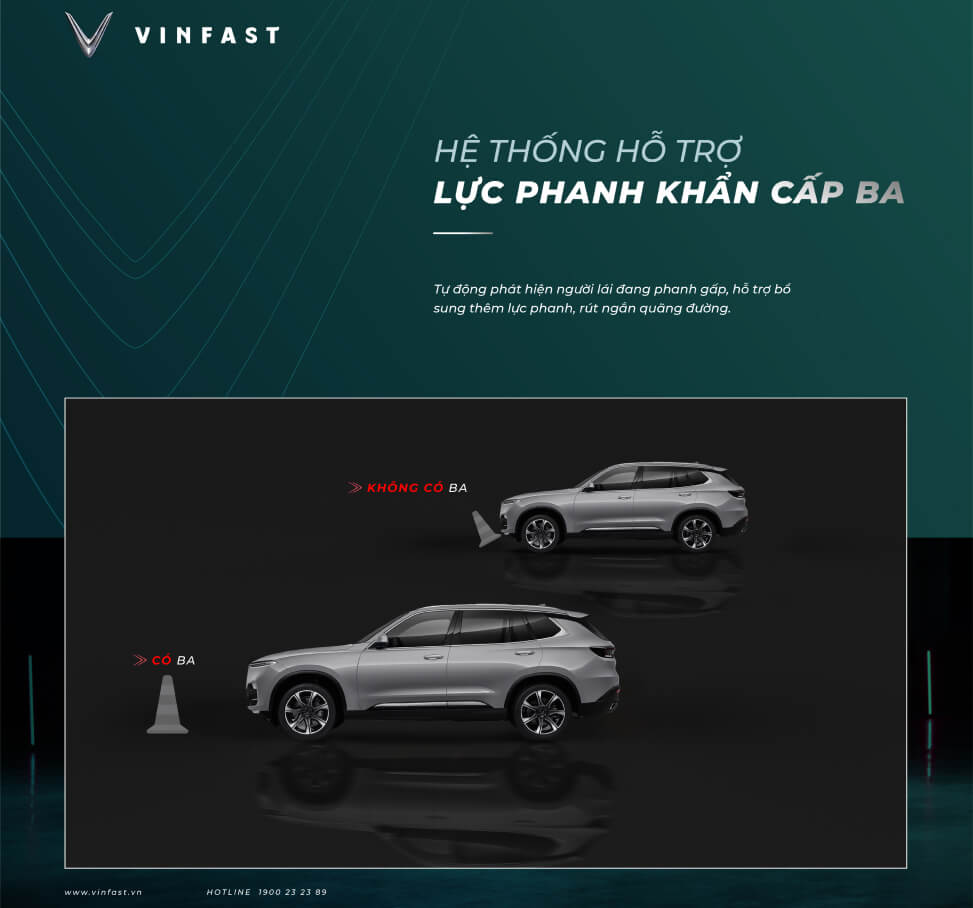 VINFAST
HỆ THỐNG HỖ TRỢ
LỰC PHANH KHẨN CẤP BA
Tự động phát hiện người lái đang phanh gấp, hỗ trợ bổ
sung thêm lực phanh, rút ngắn quãng đường.
KHÔNG CÓ BA
CÓ BA
www.vinfast.vn HOTLINE 1900 23 23 89